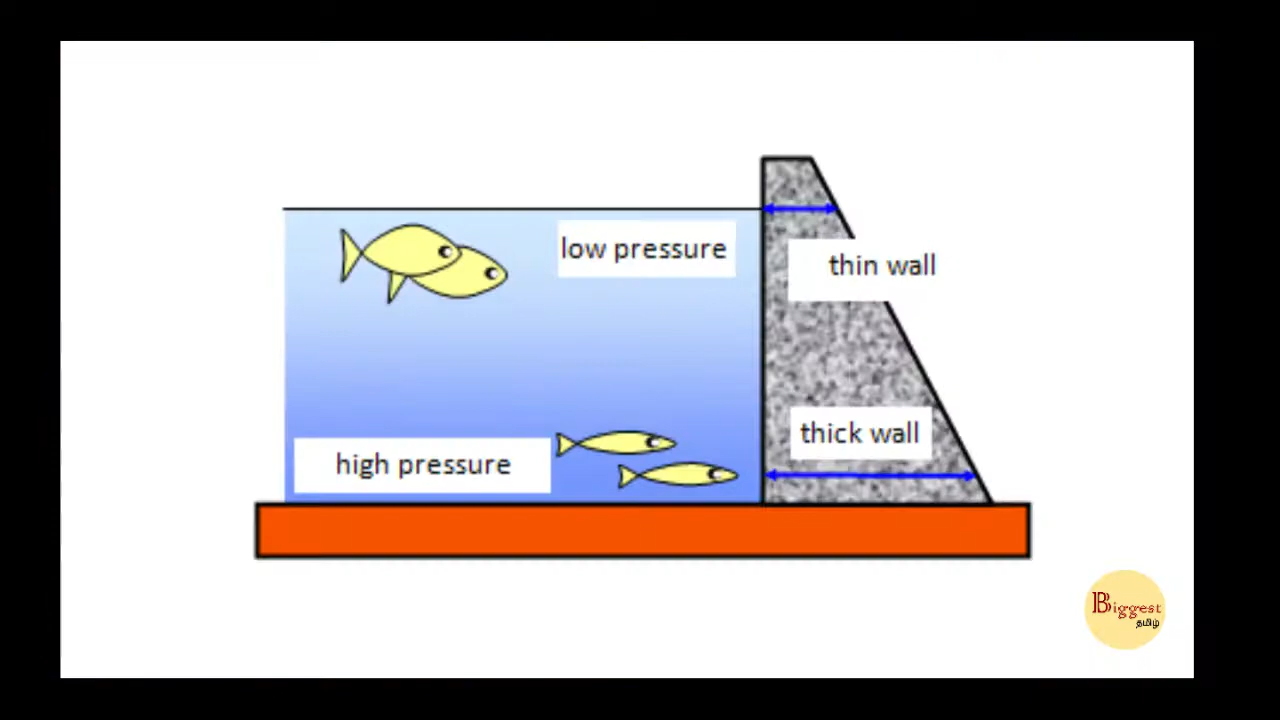 low pressure
thin wall
thick wall
high pressure
Biggest
தமிழ்